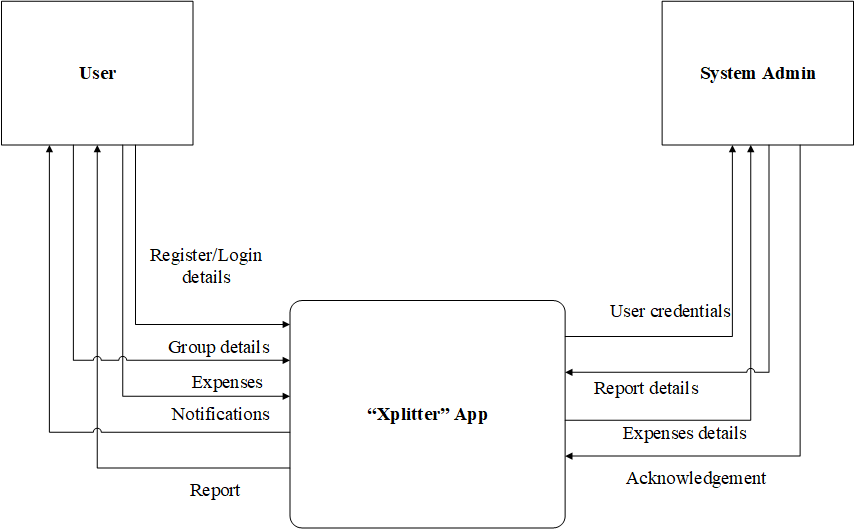 User
System Admin
Register/Login
details
User credentials
Group details
Expenses
Report details
Notifications
“Xplitter” App
Expenses details
Acknowledgement
Report